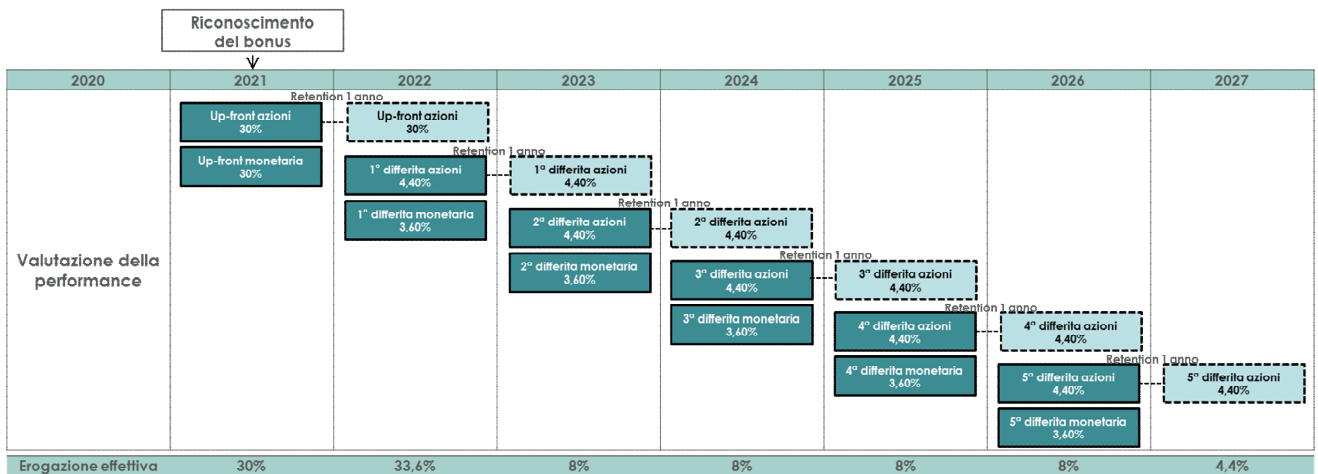 Riconoscimento
del bonus
2020 2021 2022 2023 2024 2025 2026 2027
Retention 1 anno
Up-front azioni
30%
Up-front azioni
30%
Up-front monetaria
30%
Retention 1 anno
1° differita azioni
4,40%
1ª differita azioni
4,40%
1° differita monetaria
3,60%
Retention 1 anno
2ª differita azioni
4,40%
2ª differita azioni
4,40%
2ª differita monetaria
3,60%
Valutazione della
performance
Retention 1 anno
3ª differita azioni
4,40%
3ª differita azioni
4,40%
3ª differita monetaria
3,60%
Retention 1 anno
4ª differita azioni
4,40%
4ª differita azioni
4,40%
4ª differita monetaria
3,60%
Retention 1 anno
5ª differita azioni
4,40%
5ª differita azioni
4,40%
5ª differita monetaria
3,60%
Erogazione effettiva 30% 33,6% 8% 8% 8% 8% 4,4%